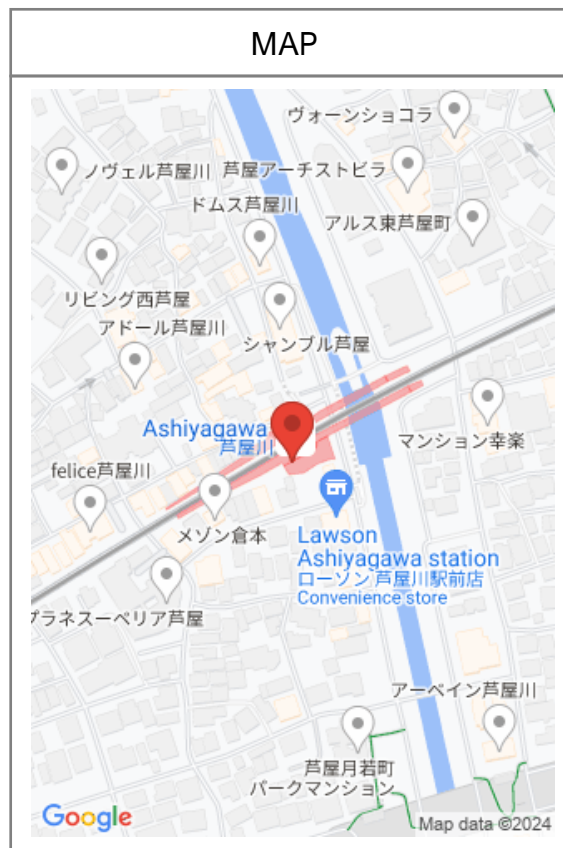 MAP
ヴォーンショコラ
ノヴェル芦屋川
芦屋アーチストビラ
ドムス芦屋川
アルス東芦屋町
リビング西芦屋
アドール芦屋川
シャンブル芦屋
Ashiyagawa
芦屋川
マンション幸楽
felice芦屋川
メゾン倉本
Lawson
Ashiyagawa station
ローソン 芦屋川駅前店
Convenience store
プラネスーペリア芦屋
アーベイン芦屋川
芦屋月若町
パークマンション
Google
Map data ©2024